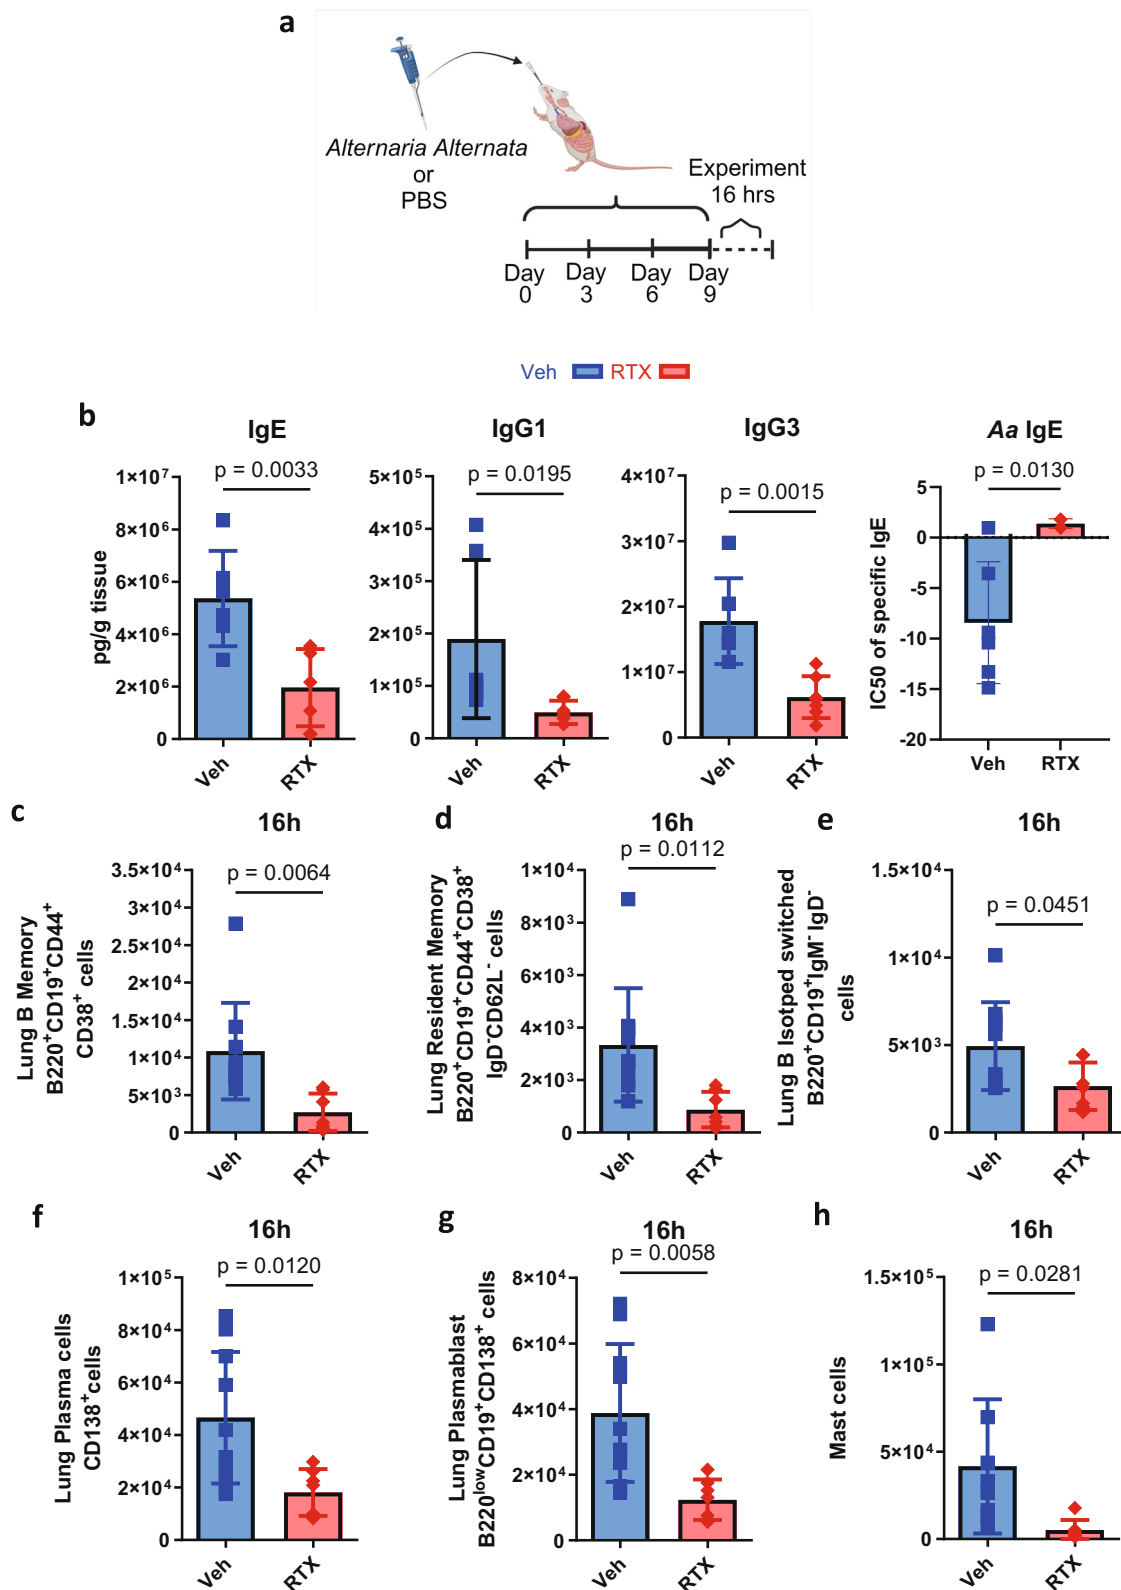 a
Alternaria Alternata
or
PBS
Experiment
16 hrs
Day Day Day Day
0 3 6 9
Veh RTX
b
IgE
p = 0.0033
pg/g tissue
1×10⁷
8×10⁶
6×10⁶
4×10⁶
2×10⁶
0
Veh RTX
IgG1
p = 0.0195
5×10⁵
4×10⁵
3×10⁵
2×10⁵
1×10⁵
0
Veh RTX
IgG3
p = 0.0015
4×10⁷
3×10⁷
2×10⁷
1×10⁷
0
Veh RTX
Aa IgE
p = 0.0130
IC50 of specific IgE
5
0
-5
-10
-15
-20
Veh RTX
c
16h
p = 0.0064
Lung B Memory
B220⁺CD19⁺CD44⁺
CD38⁺ cells
3.5×10⁴
3×10⁴
2.5×10⁴
2×10⁴
1.5×10⁴
1×10⁴
5×10³
0
Veh RTX
d
16h
p = 0.0112
Lung Resident Memory
B220⁺CD19⁺CD44⁺CD38⁺
IgD⁻CD62L⁻ cells
1×10⁴
8×10³
6×10³
4×10³
2×10³
0
Veh RTX
e
16h
p = 0.0451
Lung B Isotped switched
B220⁺CD19⁺IgM⁻IgD⁻
cells
1.5×10⁴
1×10⁴
5×10³
0
Veh RTX
f
16h
p = 0.0120
Lung Plasma cells
CD138⁺cells
1×10⁵
8×10⁴
6×10⁴
4×10⁴
2×10⁴
0
Veh RTX
g
16h
p = 0.0058
Lung Plasmablast
B220ˡᵒʷCD19⁺CD138⁺ cells
8×10⁴
6×10⁴
4×10⁴
2×10⁴
0
Veh RTX
h
16h
p = 0.0281
Mast cells
1.5×10⁵
1×10⁵
5×10⁴
0
Veh RTX